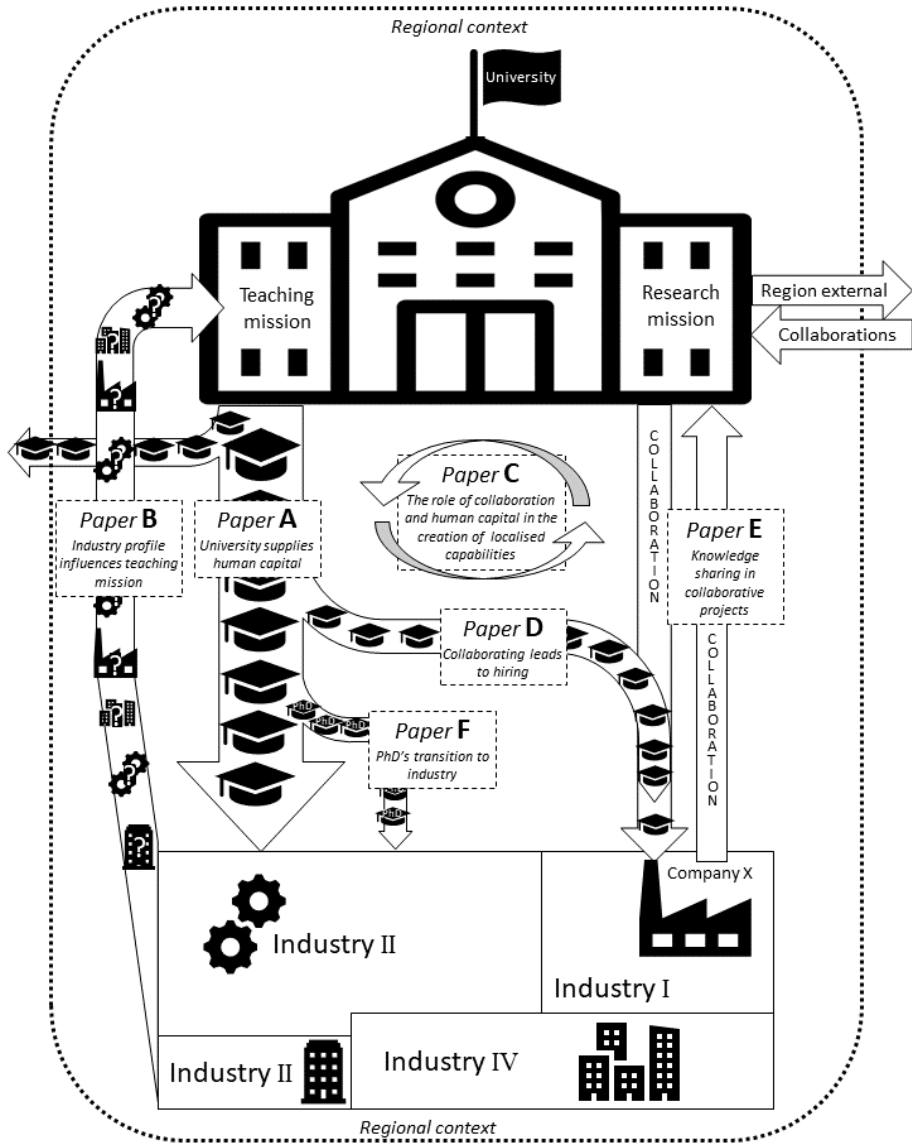 Regional context
University
Teaching
mission
Research
mission
Region external
Collaborations
Paper C
The role of collaboration
and human capital in the
creation of localised
capabilities
Paper B
Industry profile
influences teaching
mission
Paper A
University supplies
human capital
COLLABORATION
Paper E
Knowledge
sharing in
collaborative
projects
COLLABORATION
Paper D
Collaborating leads
to hiring
PhD
PhD
PhD
Paper F
PhD's transition to
industry
PhD
PhD
Company X
Industry II
Industry I
Industry II
Industry IV
Regional context
?
?
?
?
?
?
?
?
?
?